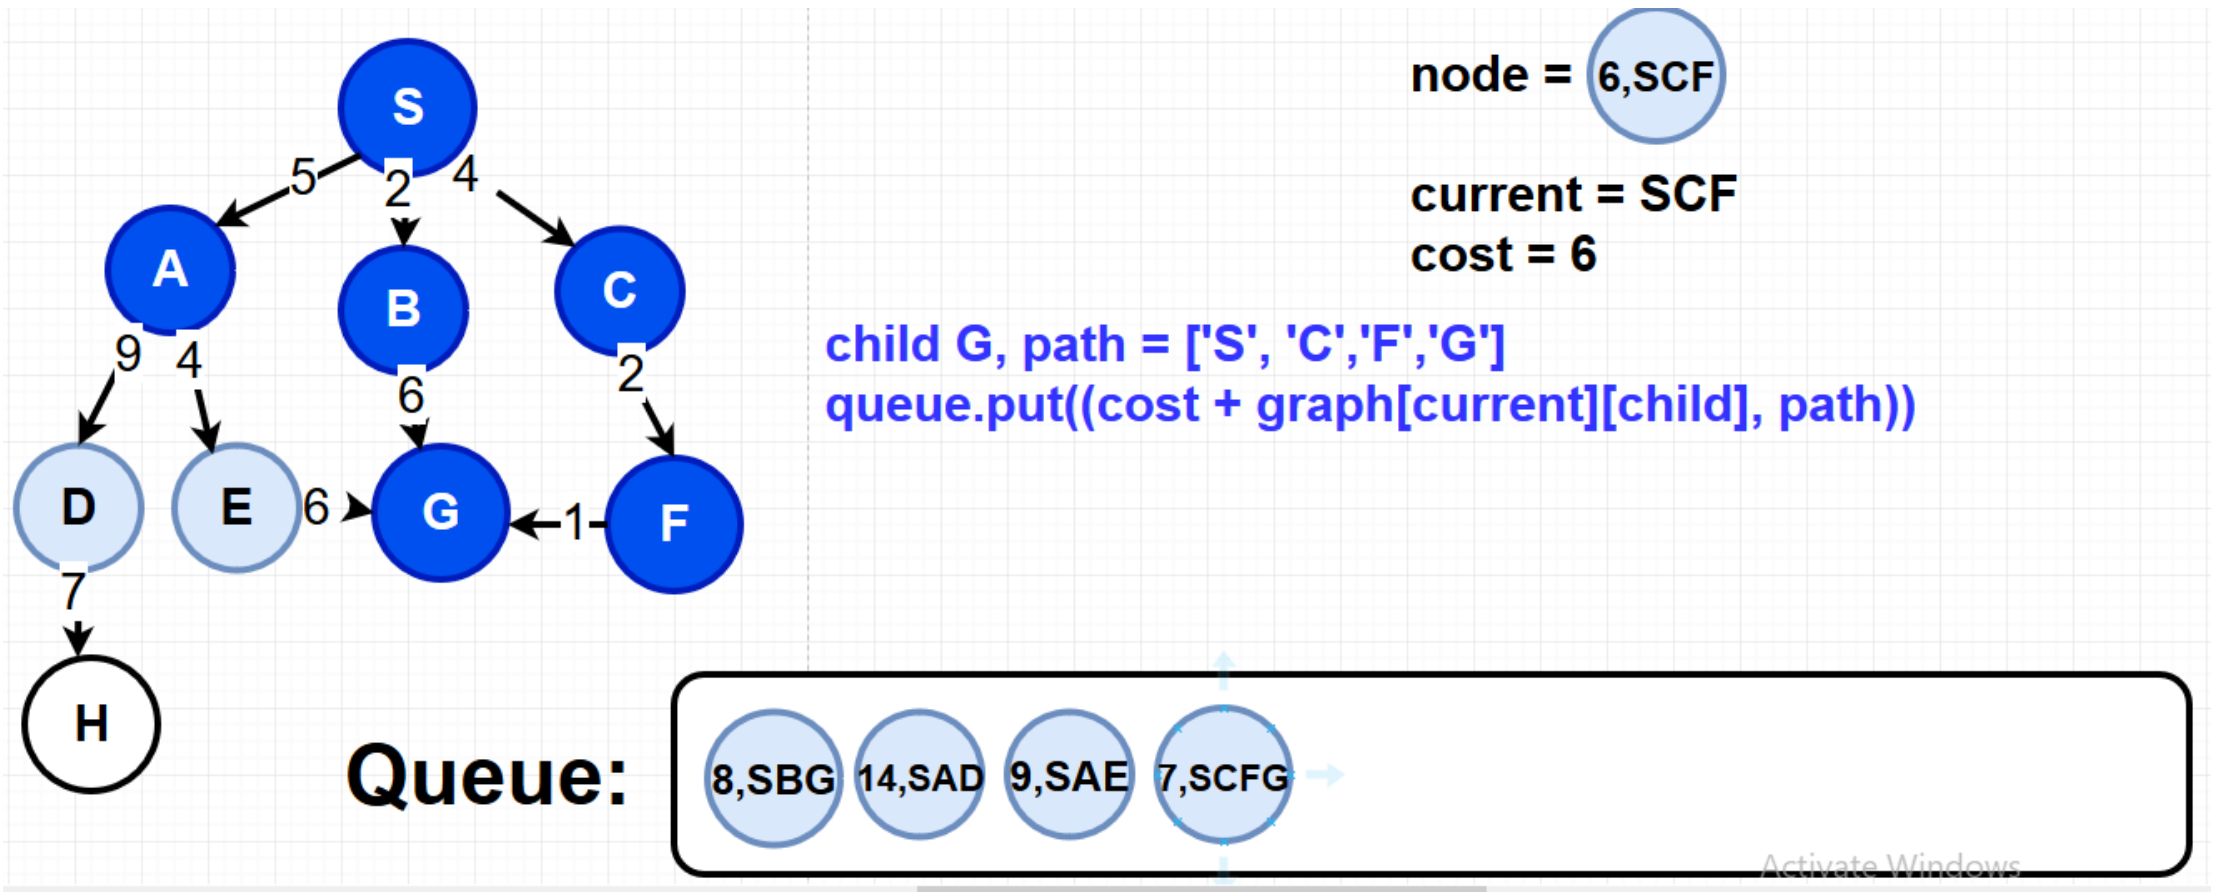 S
5
2
4
A
B
C
9
4
6
2
D
E
6
G
1
F
7
H
node = 6,SCF
current = SCF
cost = 6
child G, path = ['S', 'C','F','G']
queue.put((cost + graph[current][child], path))
Queue:
8,SBG
14,SAD
9,SAE
7,SCFG
Activate Windows